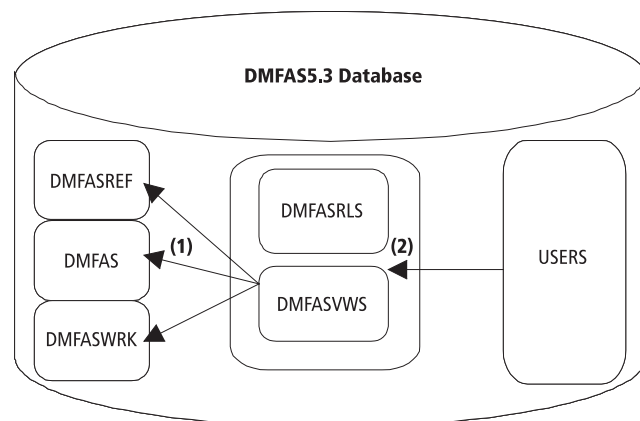 DMFAS5.3 Database
DMFASREF
DMFAS
DMFASWRK
(1)
DMFASRLS
DMFASVWS
(2)
USERS